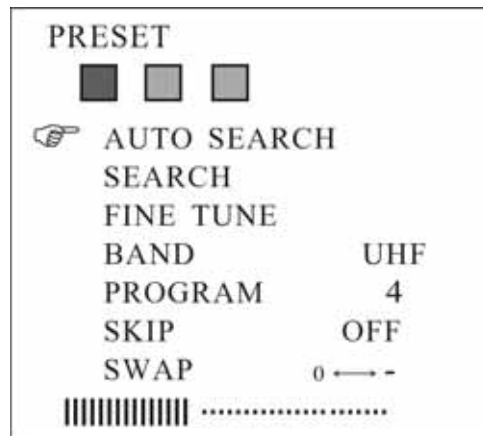 PRESET
AUTO SEARCH
SEARCH
FINE TUNE
BAND UHF
PROGRAM 4
SKIP OFF
SWAP 0 ⟷ -